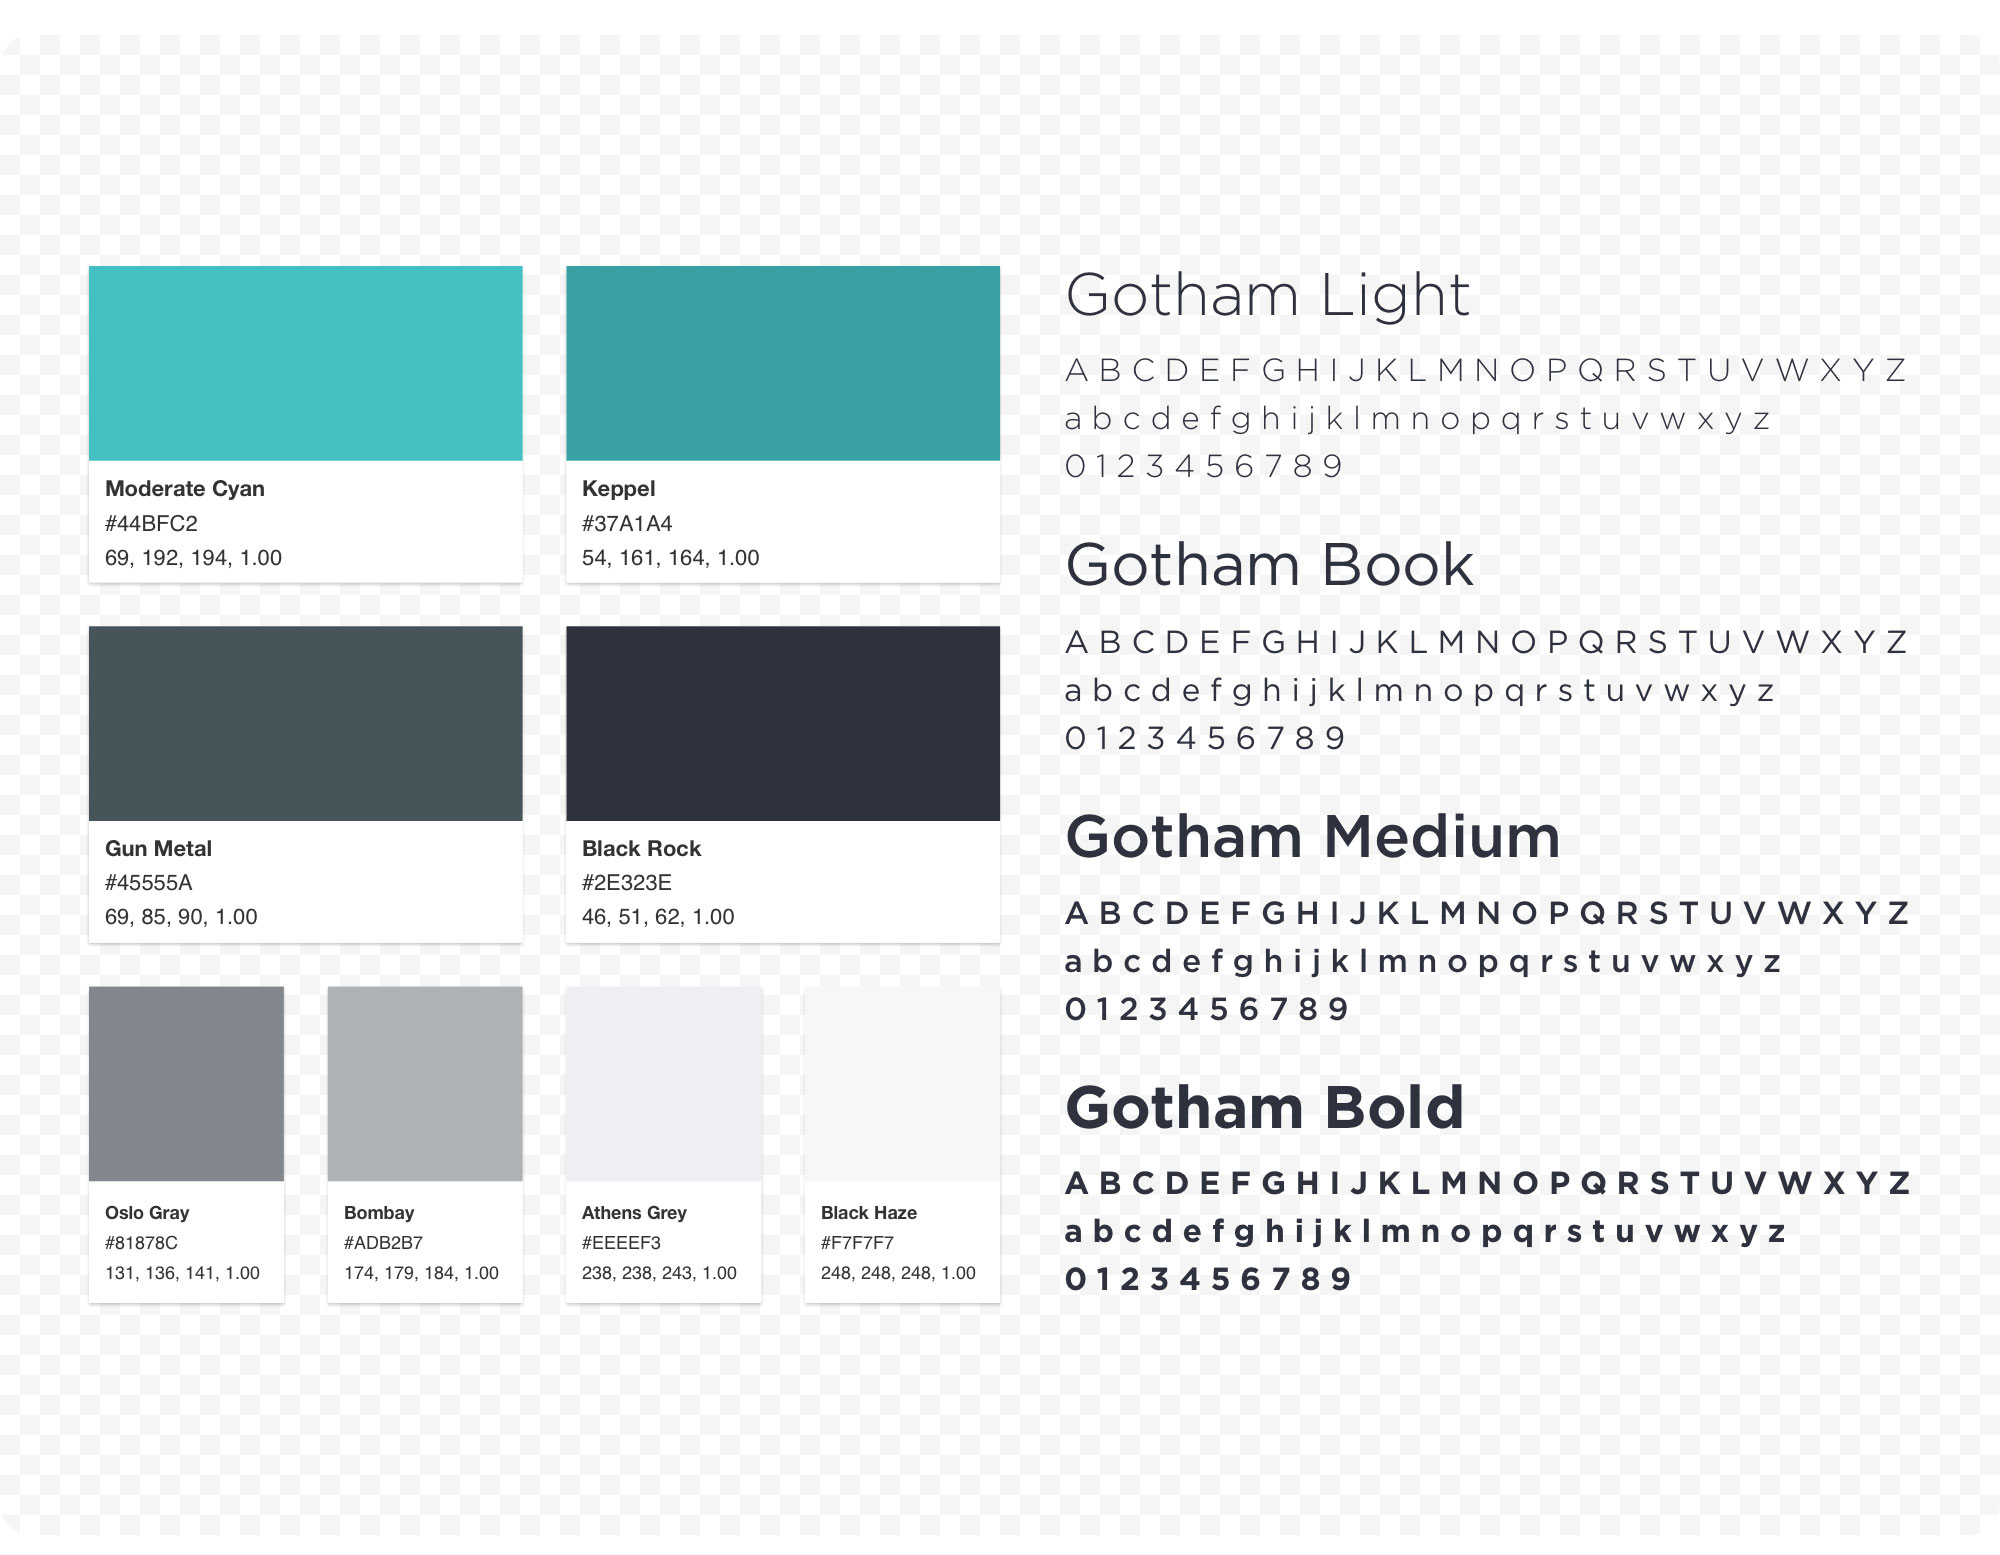 Moderate Cyan
#44BFC2
69, 192, 194, 1.00
Keppel
#37A1A4
54, 161, 164, 1.00
Gun Metal
#45555A
69, 85, 90, 1.00
Black Rock
#2E323E
46, 51, 62, 1.00
Oslo Gray
#81878C
131, 136, 141, 1.00
Bombay
#ADB2B7
174, 179, 184, 1.00
Athens Grey
#EEEEF3
238, 238, 243, 1.00
Black Haze
#F7F7F7
248, 248, 248, 1.00
Gotham Light
A B C D E F G H I J K L M N O P Q R S T U V W X Y Z
a b c d e f g h i j k l m n o p q r s t u v w x y z
0 1 2 3 4 5 6 7 8 9
Gotham Book
A B C D E F G H I J K L M N O P Q R S T U V W X Y Z
a b c d e f g h i j k l m n o p q r s t u v w x y z
0 1 2 3 4 5 6 7 8 9
Gotham Medium
A B C D E F G H I J K L M N O P Q R S T U V W X Y Z
a b c d e f g h i j k l m n o p q r s t u v w x y z
0 1 2 3 4 5 6 7 8 9
Gotham Bold
A B C D E F G H I J K L M N O P Q R S T U V W X Y Z
a b c d e f g h i j k l m n o p q r s t u v w x y z
0 1 2 3 4 5 6 7 8 9